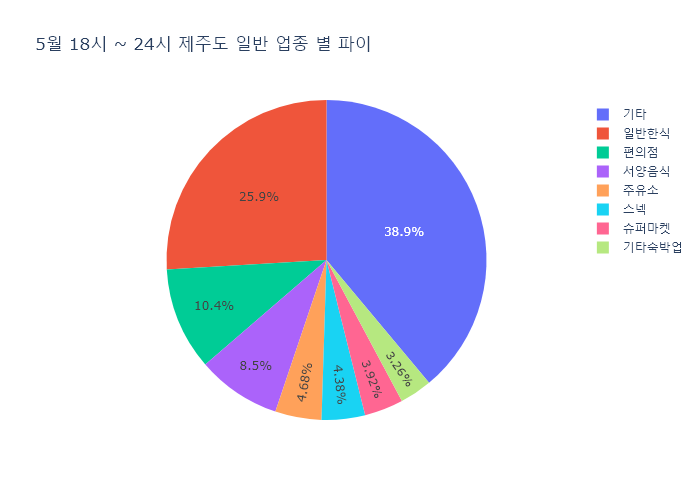 5월 18시 ~ 24시 제주도 일반 업종 별 파이
38.9%
25.9%
10.4%
8.5%
4.68%
4.38%
3.92%
3.26%
기타
일반한식
편의점
서양음식
주유소
스넥
슈퍼마켓
기타숙박업